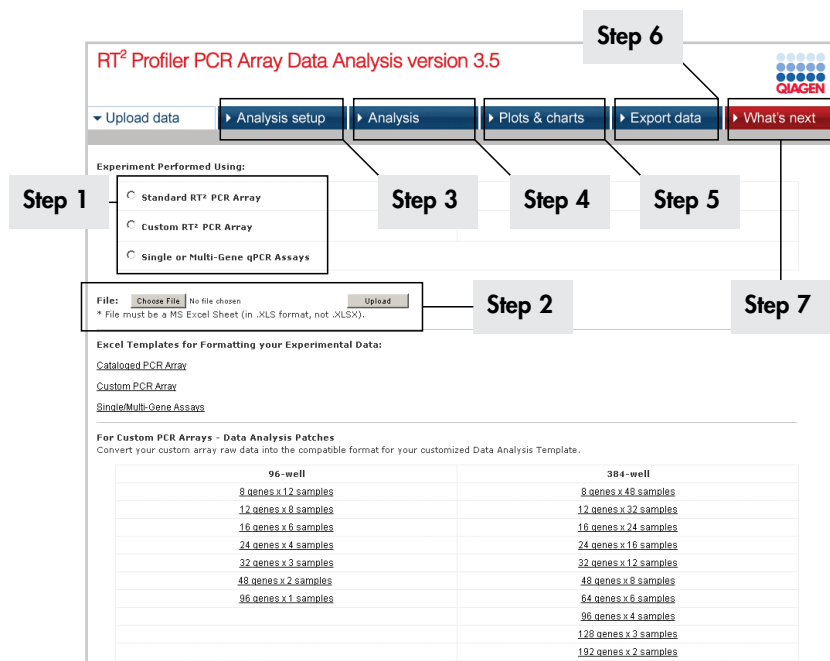 Step 6
RT² Profiler PCR Array Data Analysis version 3.5
QIAGEN
Upload data
Analysis setup
Analysis
Plots & charts
Export data
What's next
Experiment Performed Using:
Step 1
Standard RT² PCR Array
Custom RT² PCR Array
Single or Multi-Gene qPCR Assays
Step 3
Step 4
Step 5
File: Choose File No file chosen Upload
* File must be a MS Excel Sheet (in .XLS format, not .XLSX).
Step 2
Step 7
Excel Templates for Formatting your Experimental Data:
Cataloged PCR Array
Custom PCR Array
Single/Multi-Gene Assays
For Custom PCR Arrays - Data Analysis Patches
Convert your custom array raw data into the compatible format for your customized Data Analysis Template.
96-well 384-well
8 genes x 12 samples 8 genes x 48 samples
12 genes x 8 samples 12 genes x 32 samples
16 genes x 6 samples 16 genes x 24 samples
24 genes x 4 samples 24 genes x 16 samples
32 genes x 3 samples 32 genes x 12 samples
48 genes x 2 samples 48 genes x 8 samples
96 genes x 1 samples 64 genes x 6 samples
96 genes x 4 samples
128 genes x 3 samples
192 genes x 2 samples